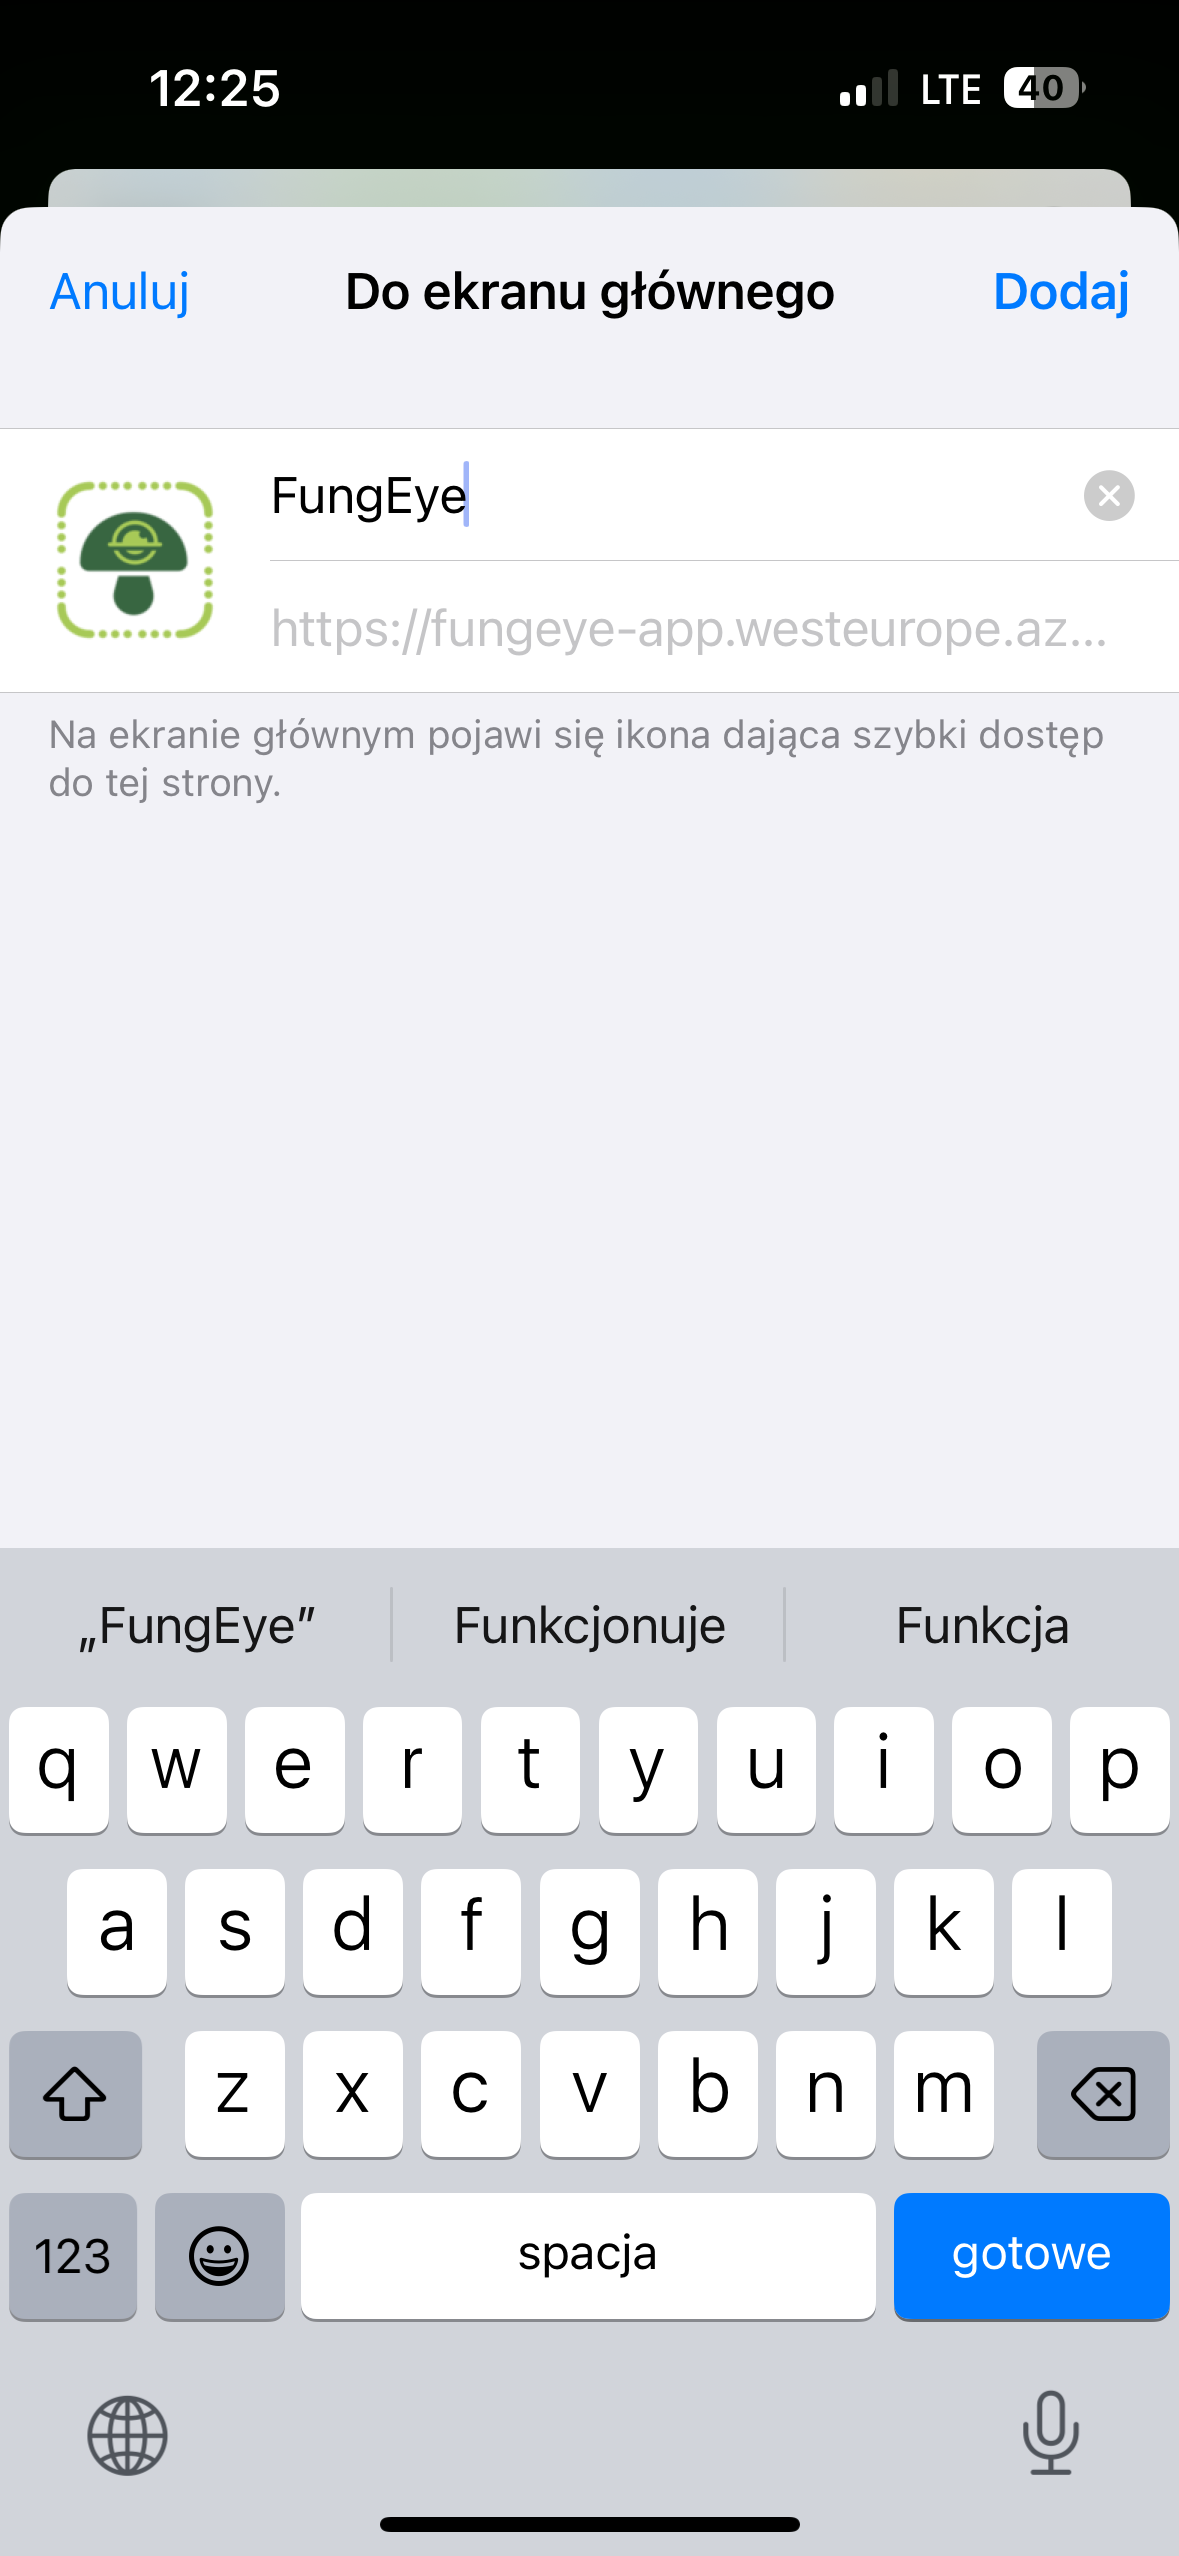 12:25 LTE 40
Anuluj Do ekranu głównego Dodaj
FungEye
https://fungeye-app.westeurope.az...
Na ekranie głównym pojawi się ikona dająca szybki dostęp
do tej strony.
„FungEye” Funkcjonuje Funkcja
q w e r t y u i o p
a s d f g h j k l
z x c v b n m
123 spacja gotowe